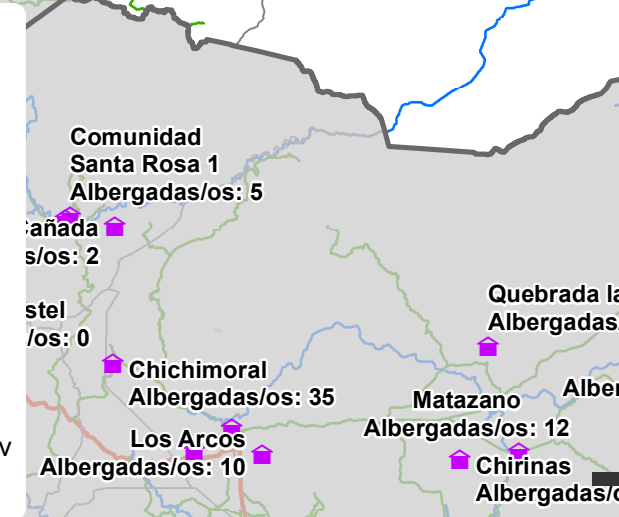 Comunidad
Santa Rosa 1
Albergadas/os: 5
añada
s/os: 2
stel
/os: 0
Quebrada la
Albergadas/
Chichimoral
Albergadas/os: 35
Matazano
Albergadas/os: 12
Alber
Los Arcos
Albergadas/os: 10
v
Chirinas
Albergadas/o